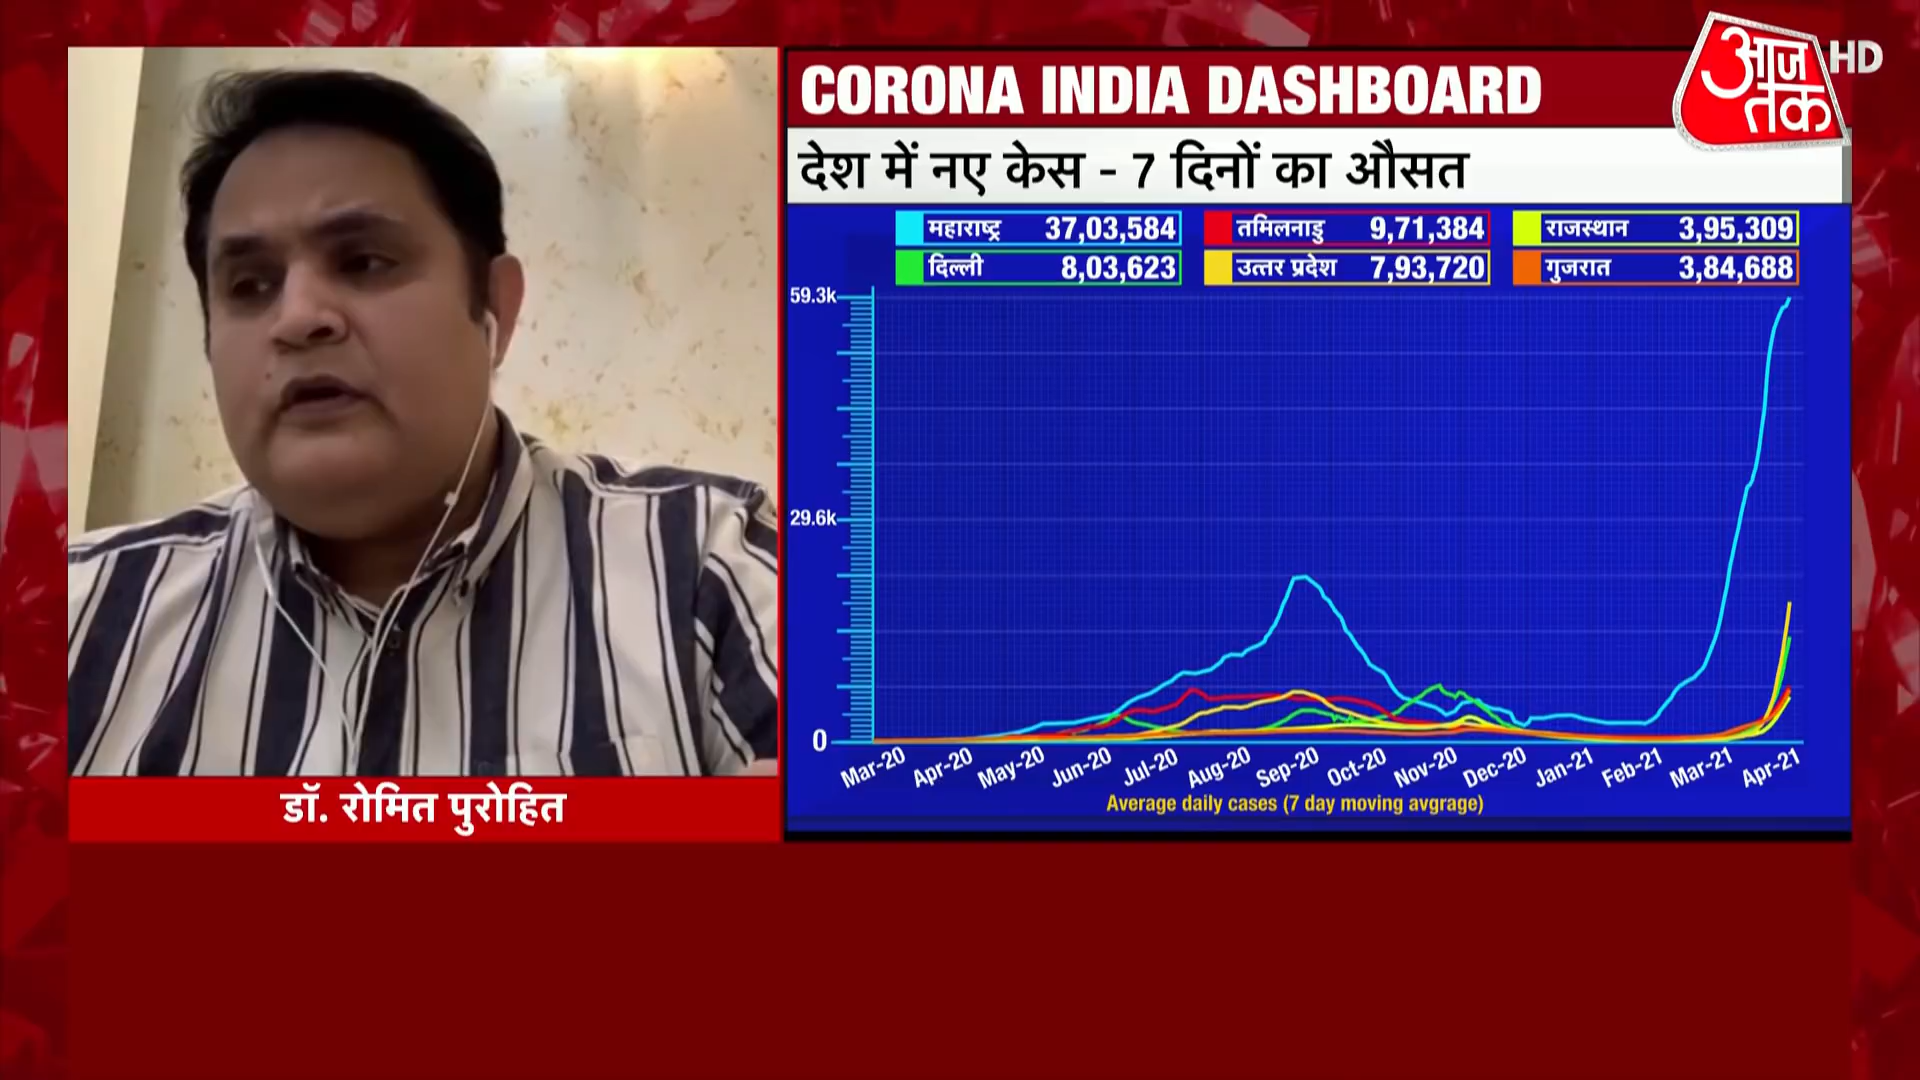 आज
तक
HD
CORONA INDIA DASHBOARD
देश में नए केस - 7 दिनों का औसत
महाराष्ट्र 37,03,584
तमिलनाडु 9,71,384
राजस्थान 3,95,309
दिल्ली 8,03,623
उत्तर प्रदेश 7,93,720
गुजरात 3,84,688
59.3k
29.6k
0
Mar-20 Apr-20 May-20 Jun-20 Jul-20 Aug-20 Sep-20 Oct-20 Nov-20 Dec-20 Jan-21 Feb-21 Mar-21 Apr-21
Average daily cases (7 day moving avgrage)
डॉ. रोमित पुरोहित